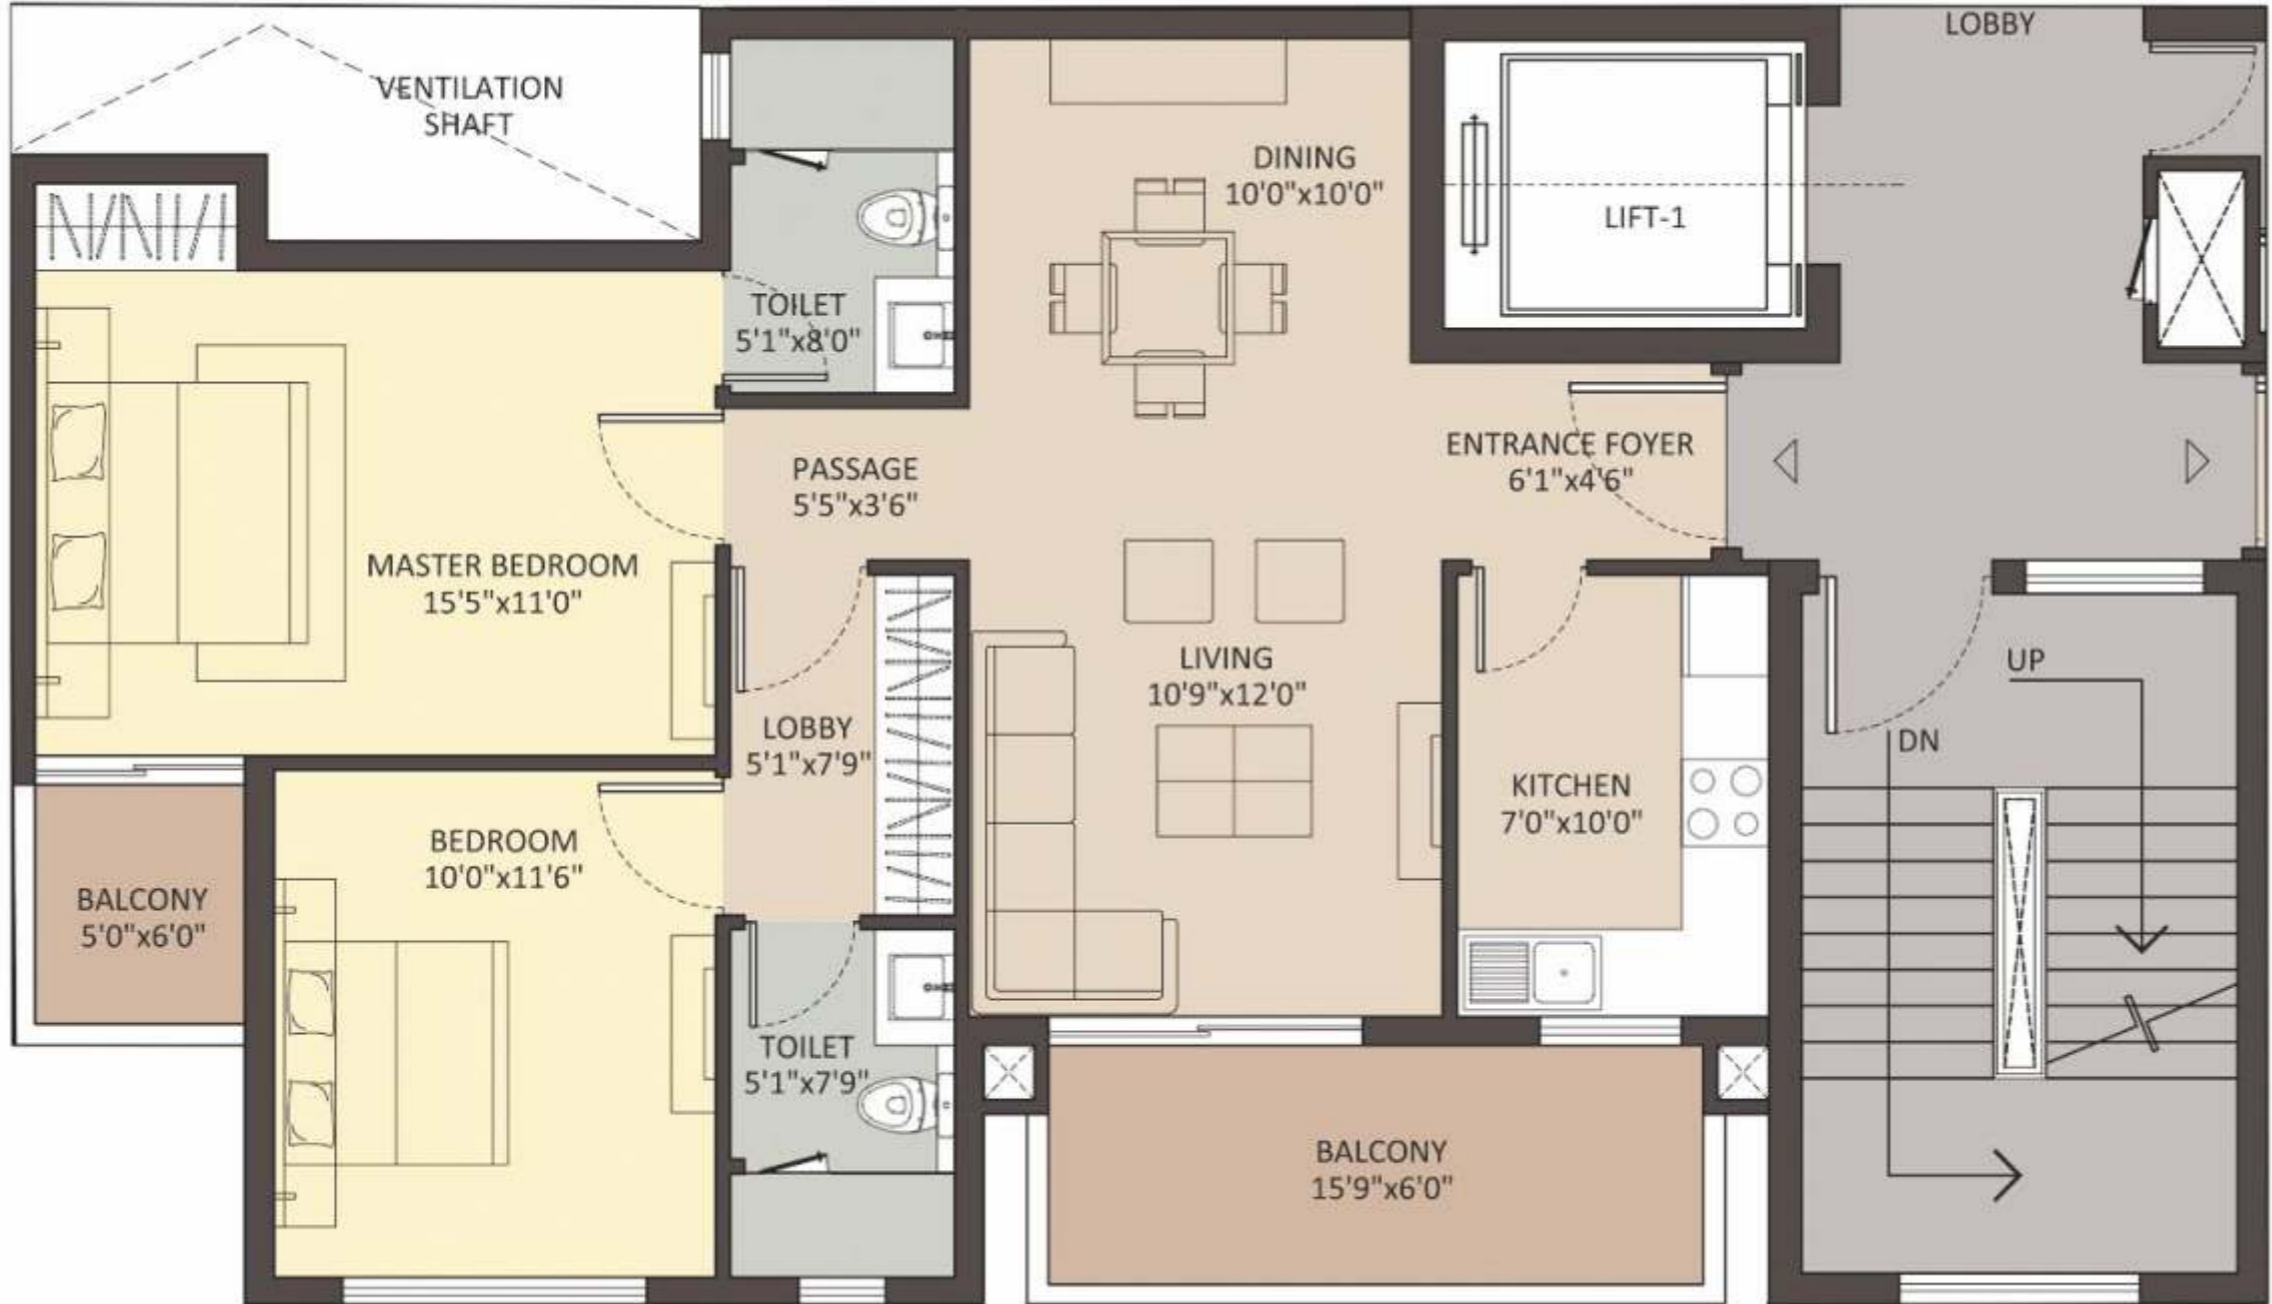 LOBBY
VENTILATION
SHAFT
DINING
10'0"x10'0"
LIFT-1
TOILET
5'1"x8'0"
ENTRANCE FOYER
6'1"x4'6"
PASSAGE
5'5"x3'6"
MASTER BEDROOM
15'5"x11'0"
LIVING
10'9"x12'0"
UP
LOBBY
5'1"x7'9"
DN
KITCHEN
7'0"x10'0"
BEDROOM
10'0"x11'6"
BALCONY
5'0"x6'0"
TOILET
5'1"x7'9"
BALCONY
15'9"x6'0"